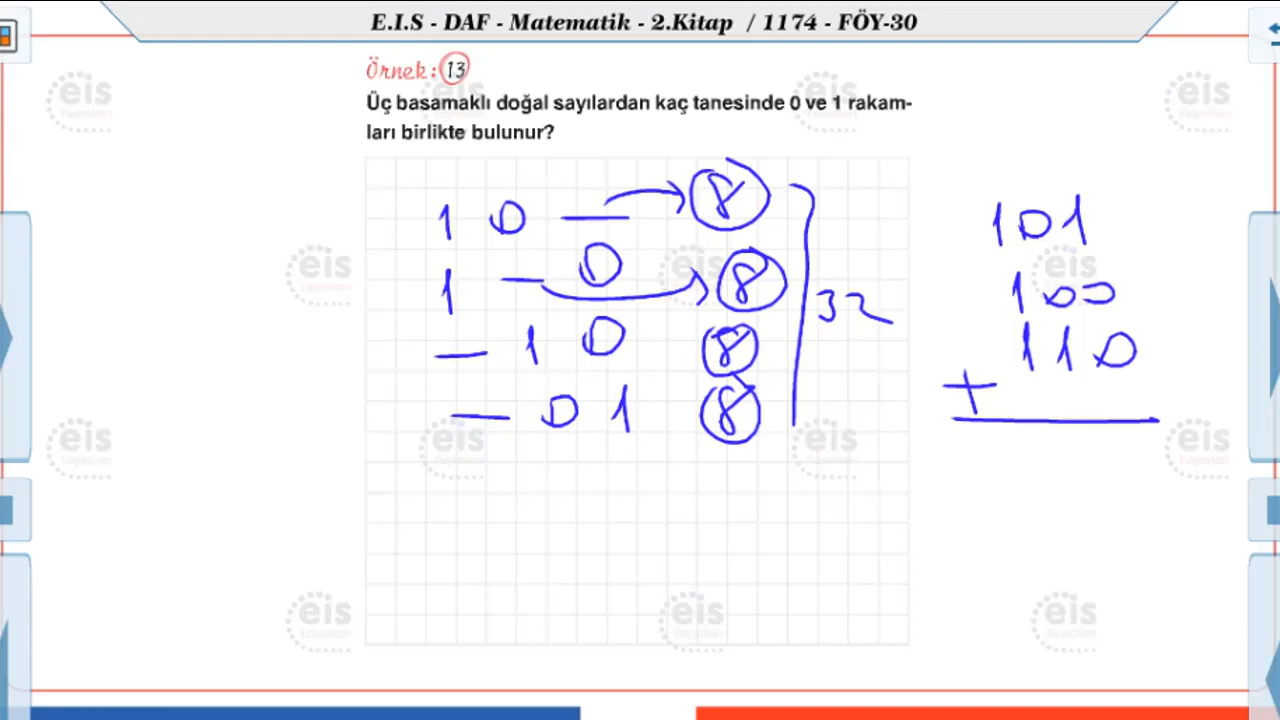 E.I.S - DAF - Matematik - 2.Kitap / 1174 - FÖY-30
Örnek: 13
Üç basamaklı doğal sayılardan kaç tanesinde 0 ve 1 rakam-
ları birlikte bulunur?
1 0 — → 8
1 — 0 → 8
— 1 0 8
— 0 1 8
32
101
100
110
+
eis
Yayınları